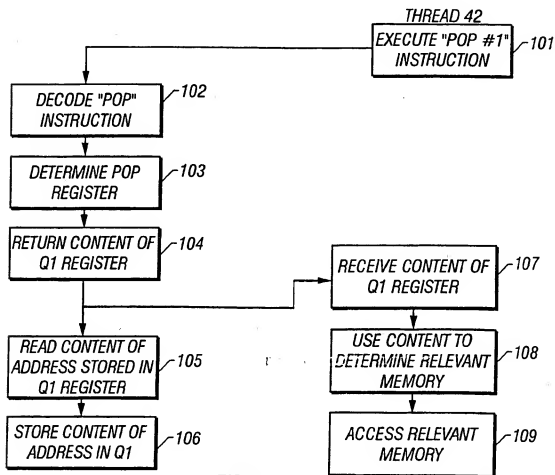 THREAD 42
EXECUTE "POP #1"
INSTRUCTION
101
DECODE "POP"
INSTRUCTION
102
DETERMINE POP
REGISTER
103
RETURN CONTENT OF
Q1 REGISTER
104
READ CONTENT OF
ADDRESS STORED IN
Q1 REGISTER
105
STORE CONTENT OF
ADDRESS IN Q1
106
RECEIVE CONTENT OF
Q1 REGISTER
107
USE CONTENT TO
DETERMINE RELEVANT
MEMORY
108
ACCESS RELEVANT
MEMORY
109